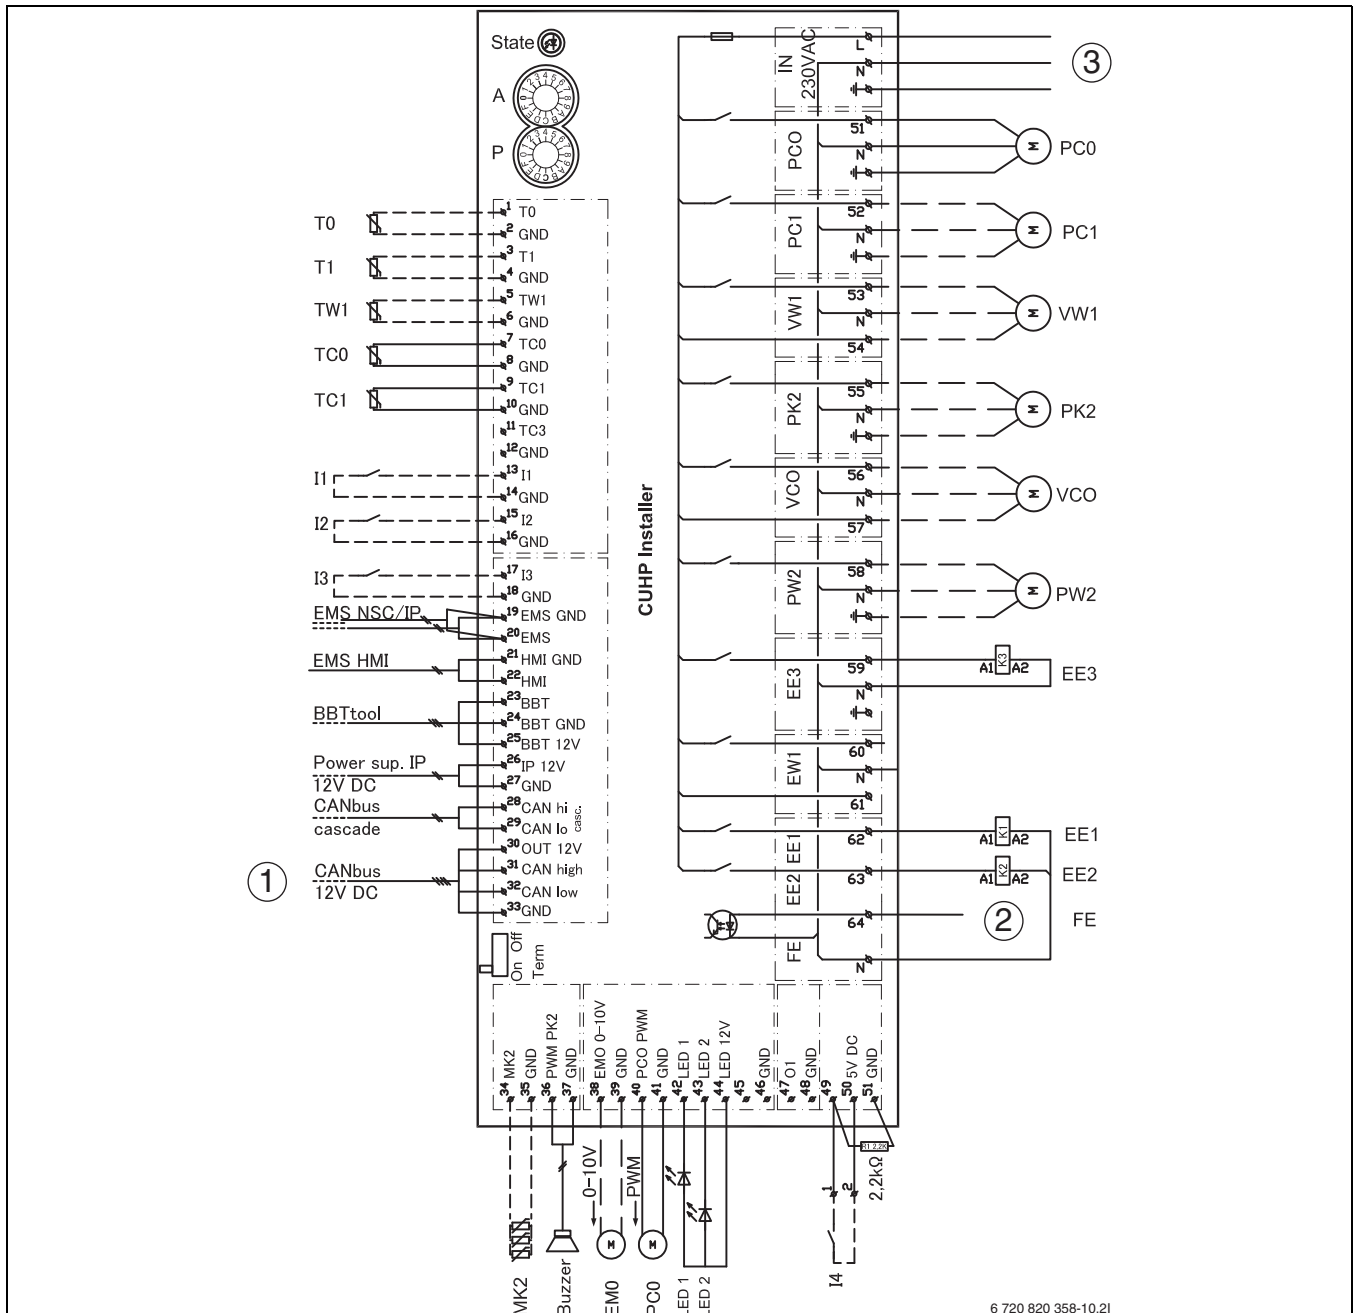 State
A
P
T0
1 T0
2 GND
T1
3 T1
4 GND
TW1
5 TW1
6 GND
TC0
7 TC0
8 GND
TC1
9 TC1
10 GND
11 TC3
12 GND
I1
13 I1
14 GND
I2
15 I2
16 GND
I3
17 I3
18 GND
EMS NSC/IP
19 EMS GND
20 EMS
EMS HMI
21 HMI GND
22 HMI
BBTtool
23 BBT
24 BBT GND
25 BBT 12V
Power sup. IP
12V DC
26 IP 12V
27 GND
CANbus
cascade
28 CAN hi
29 CAN lo
casc.
1
CANbus
12V DC
30 OUT 12V
31 CAN high
32 CAN low
33 GND
On Off
Term
CUHP Installer
IN
230VAC
L
N
3
PCO
51
N
M
PC0
PC1
52
N
M
PC1
VW1
53
N
54
M
VW1
PK2
55
N
M
PK2
VCO
56
N
57
M
VCO
PW2
58
N
M
PW2
EE3
59
N
A1 K3 A2
EE3
EW1
60
N
61
EE1
62
A1 K1 A2
EE1
EE2
63
A1 K2 A2
EE2
FE
64
N
2
FE
34 MK2
35 GND
36 PWM PK2
37 GND
38 EMO 0-10V
39 GND
40 PCO PWM
41 GND
42 LED 1
43 LED 2
44 LED 12V
45
46 GND
47 O1
48 GND
49
50 5V DC
51 GND
R1 2.2K
2,2kΩ
1
2
0-10V
PWM
M
M
MK2
Buzzer
EM0
PC0
LED 1
LED 2
I4
6 720 820 358-10.2I